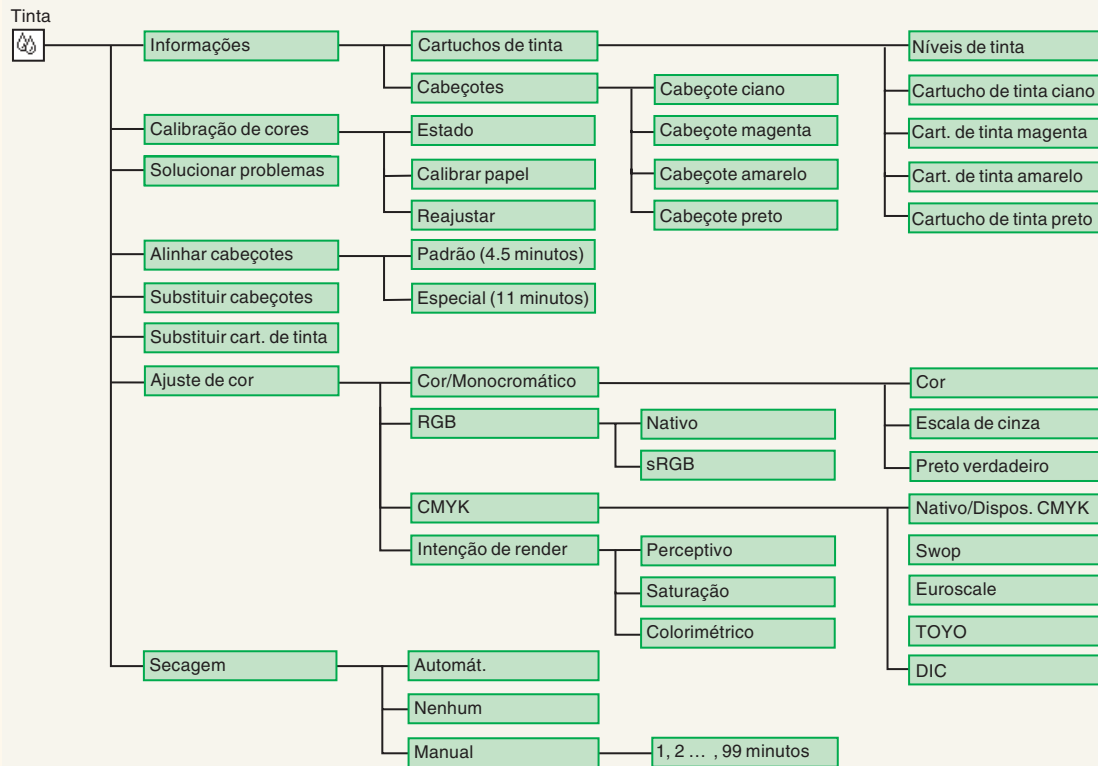 Tinta
Informações
Cartuchos de tinta
Níveis de tinta
Cartucho de tinta ciano
Cart. de tinta magenta
Cart. de tinta amarelo
Cartucho de tinta preto
Cabeçotes
Cabeçote ciano
Cabeçote magenta
Cabeçote amarelo
Cabeçote preto
Calibração de cores
Estado
Calibrar papel
Reajustar
Solucionar problemas
Alinhar cabeçotes
Padrão (4.5 minutos)
Especial (11 minutos)
Substituir cabeçotes
Substituir cart. de tinta
Ajuste de cor
Cor/Monocromático
Cor
Escala de cinza
Preto verdadeiro
RGB
Nativo
sRGB
CMYK
Nativo/Dispos. CMYK
Swop
Euroscale
TOYO
DIC
Intenção de render
Perceptivo
Saturação
Colorimétrico
Secagem
Automát.
Nenhum
Manual
1, 2 ... , 99 minutos